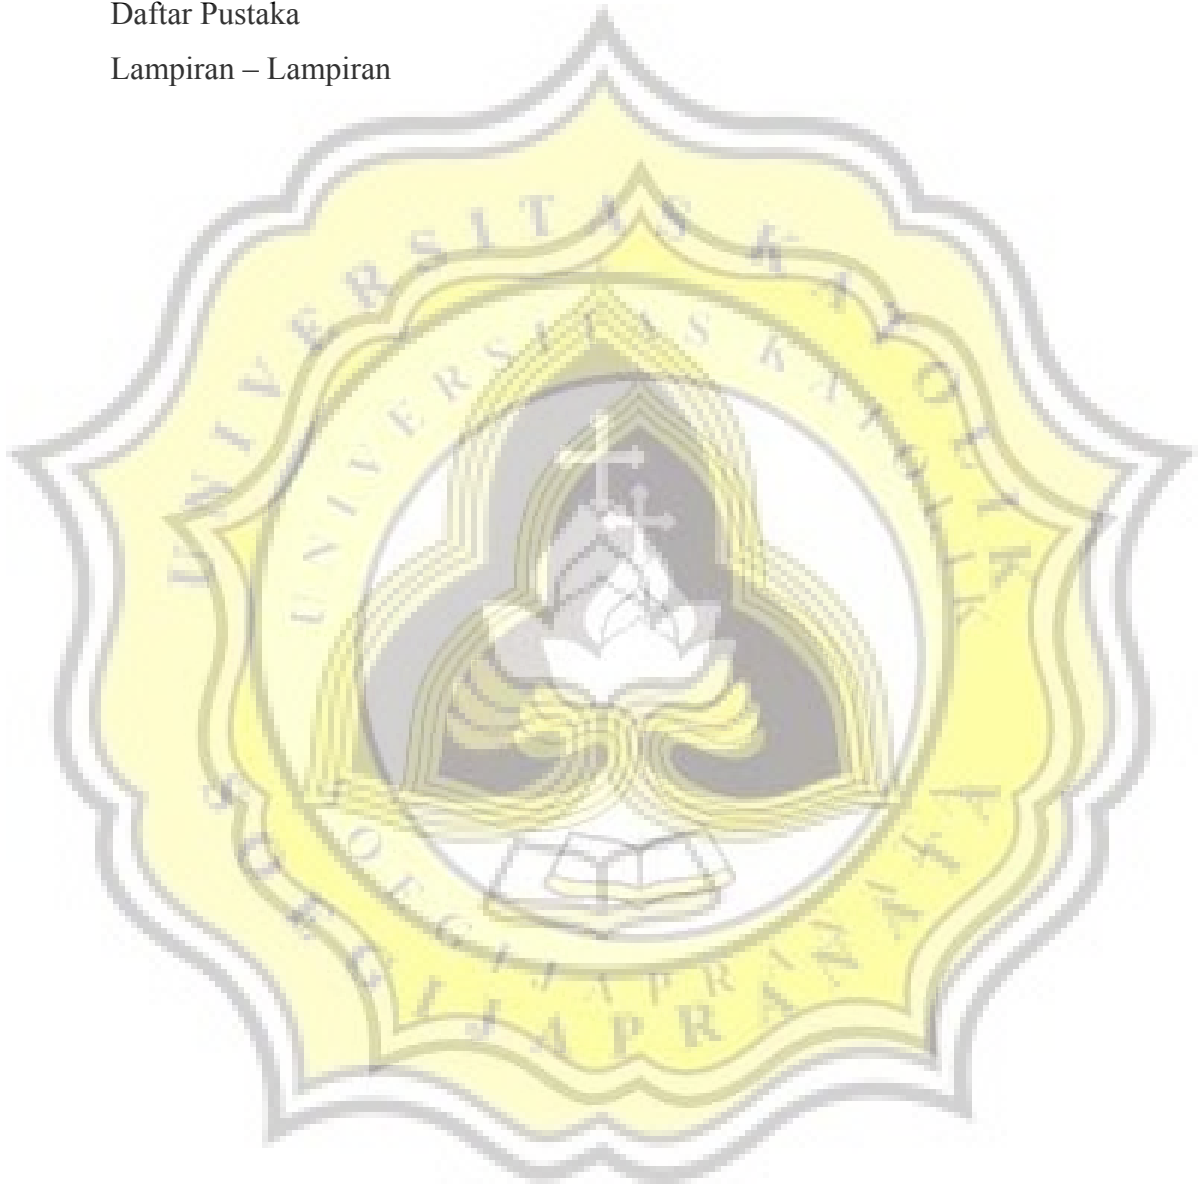 Daftar Pustaka
Lampiran – Lampiran
UNIVERSITAS KATOLIK
UNIVERSITAS KATOLIK
SOEGIJAPRANATA
SOEGIJAPRANATA